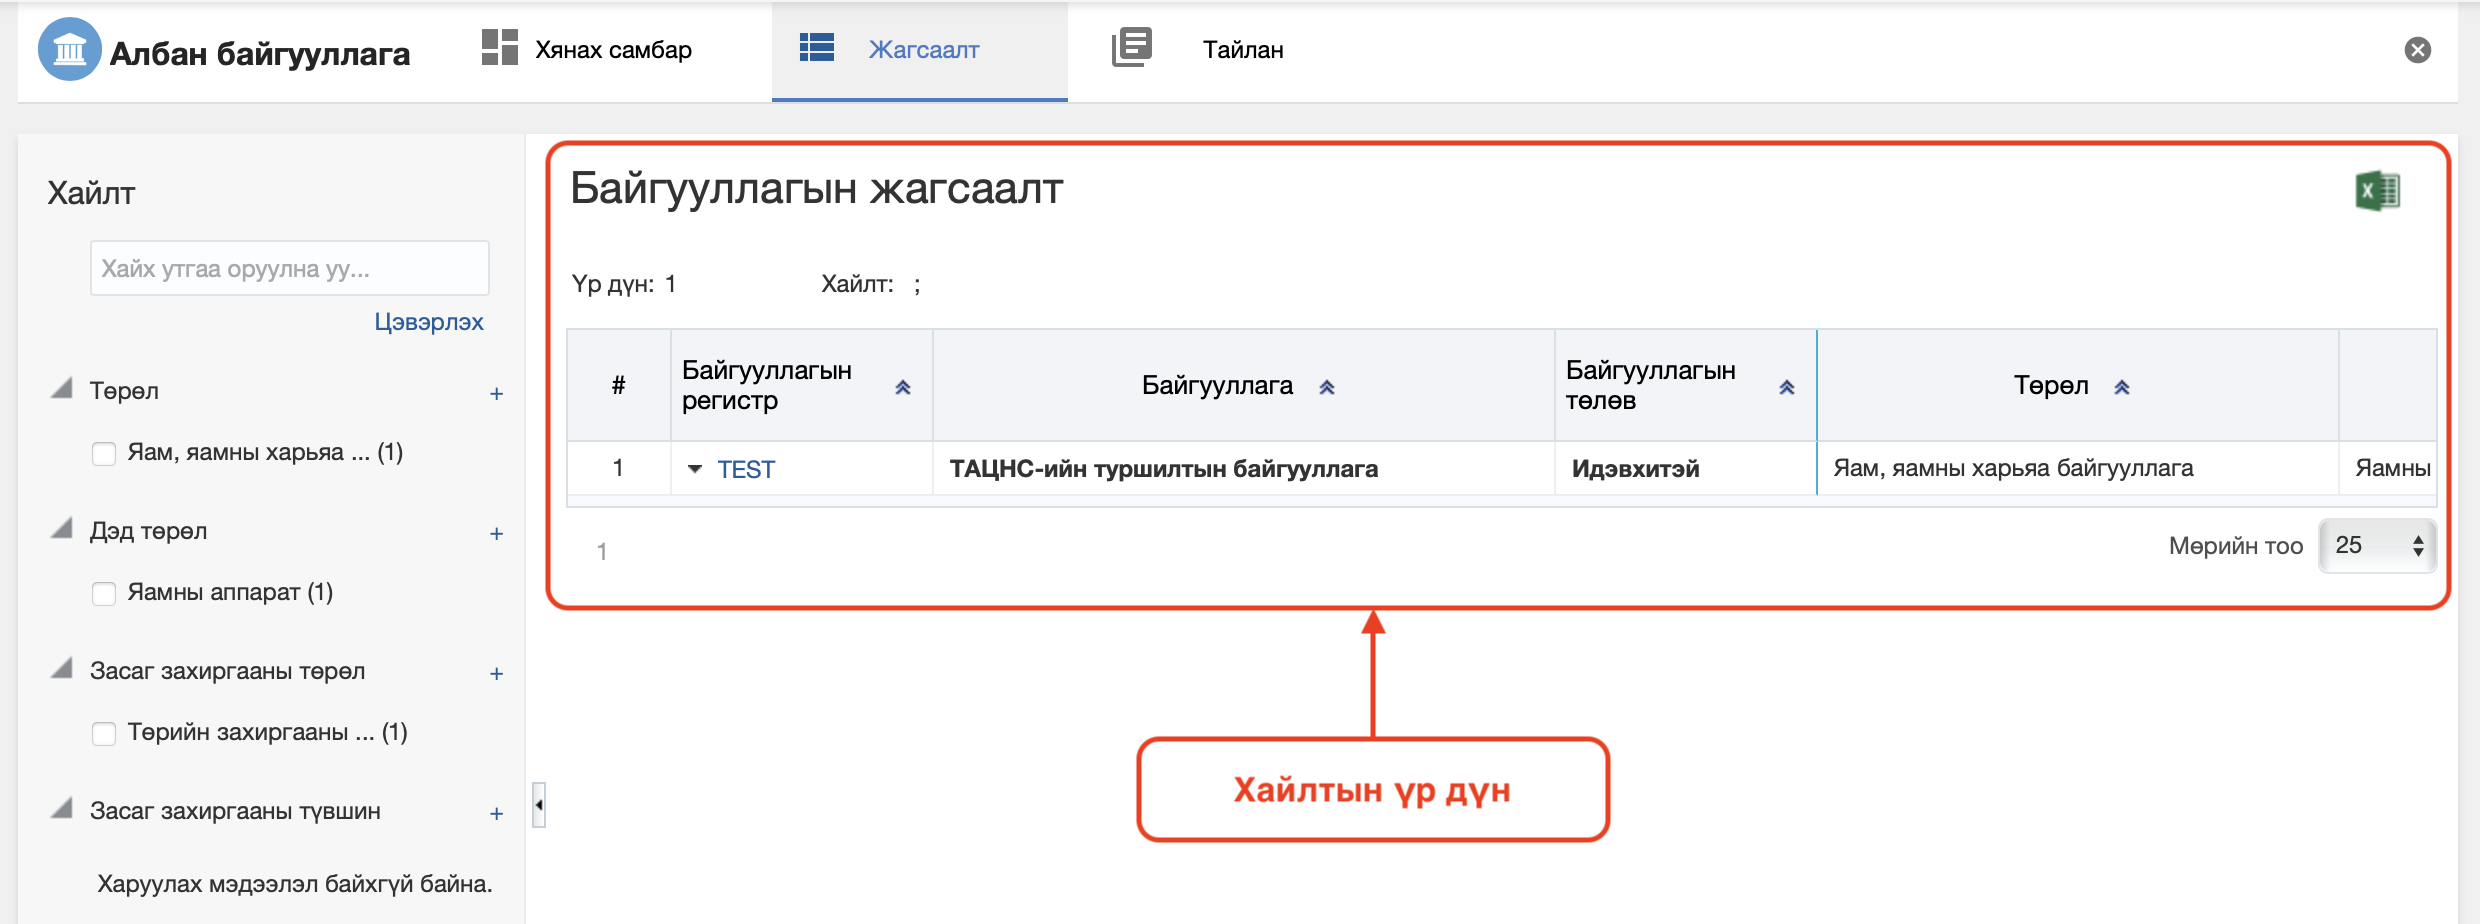 Албан байгууллага
Хянах самбар
Жагсаалт
Тайлан
Хайлт
Хайх утгаа оруулна уу...
Цэвэрлэх
Төрөл +
Яам, яамны харьяа ... (1)
Дэд төрөл +
Яамны аппарат (1)
Засаг захиргааны төрөл +
Төрийн захиргааны ... (1)
Засаг захиргааны түвшин +
Харуулах мэдээлэл байхгүй байна.
Байгууллагын жагсаалт
Үр дүн: 1 Хайлт: ;
# Байгууллагын регистр Байгууллага Байгууллагын төлөв Төрөл
1 TEST ТАЦНС-ийн туршилтын байгууллага Идэвхитэй Яам, яамны харьяа байгууллага Яамны
1
Мөрийн тоо 25
Хайлтын үр дүн